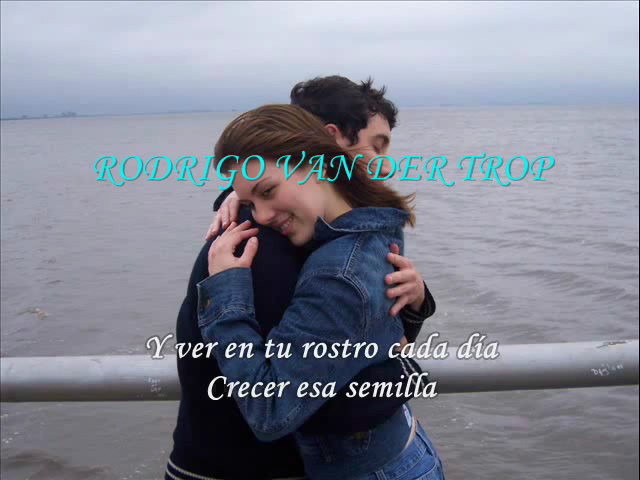 RODRIGO VAN DER TROP
Y ver en tu rostro cada día
Crecer esa semilla